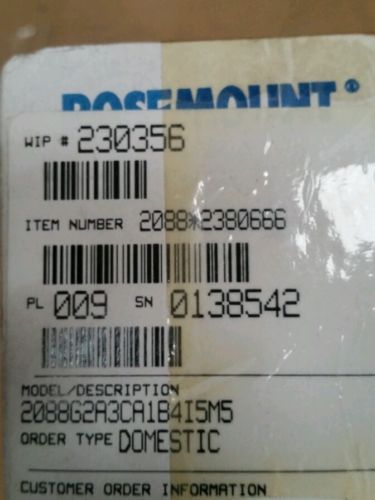 ROSEMOUNT®
WIP # 230356
ITEM NUMBER 2088*2380666
PL 009 SN 0138542
MODEL/DESCRIPTION
2088G2A3CA1B4I5M5
ORDER TYPE DOMESTIC
CUSTOMER ORDER INFORMATION